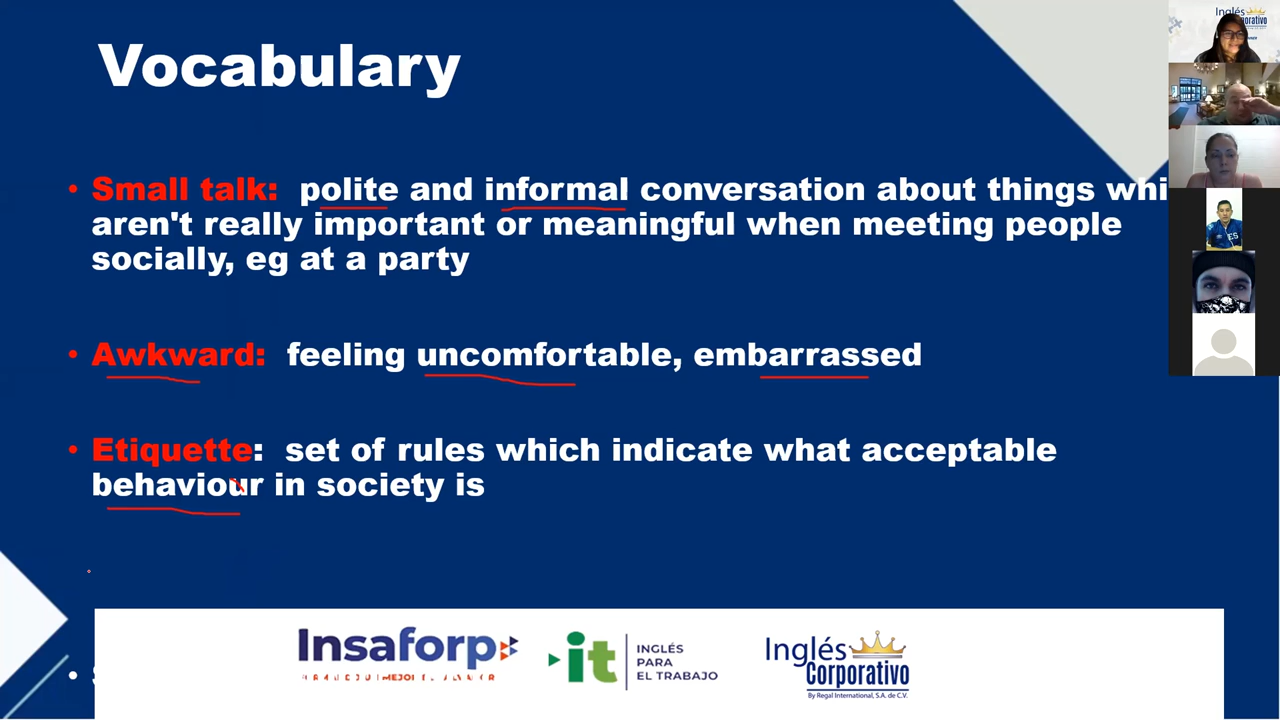 Vocabulary
• Small talk: polite and informal conversation about things whi
aren't really important or meaningful when meeting people
socially, eg at a party
• Awkward: feeling uncomfortable, embarrassed
• Etiquette: set of rules which indicate what acceptable
behaviour in society is
Insaforp
it
INGLÉS
PARA
EL TRABAJO
Inglés
Corporativo
By Regal International, S.A. de C.V.
Inglés